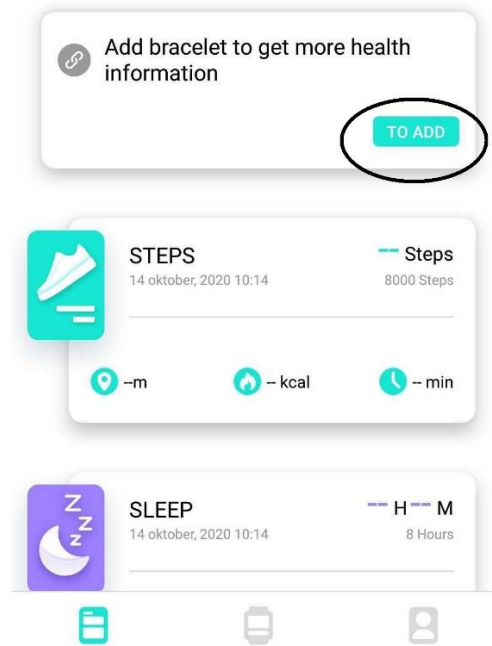 Add bracelet to get more health
information
TO ADD
STEPS
-- Steps
14 oktober, 2020 10:14
8000 Steps
--m
-- kcal
-- min
Z
Z
Z
SLEEP
-- H -- M
14 oktober, 2020 10:14
8 Hours